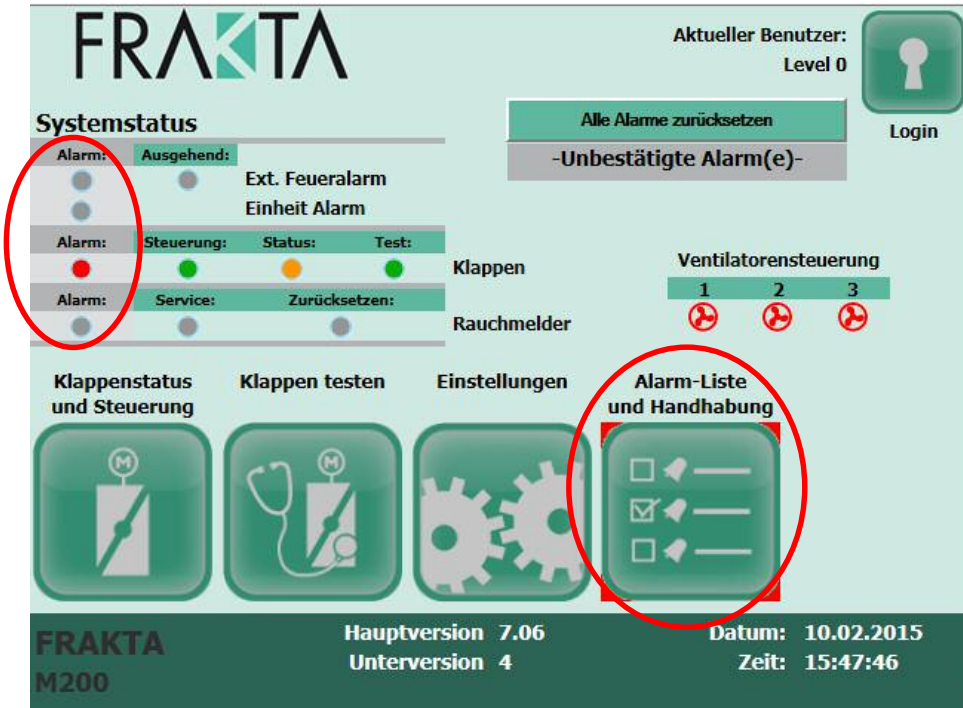 FRAKTA
Aktueller Benutzer:
Level 0
Login
Systemstatus
Alle Alarme zurücksetzen
-Unbestätigte Alarm(e)-
Alarm: Ausgehend:
Ext. Feueralarm
Einheit Alarm
Alarm: Steuerung: Status: Test:
Klappen
Alarm: Service: Zurücksetzen:
Rauchmelder
Ventilatorensteuerung
1 2 3
Klappenstatus
und Steuerung
Klappen testen
Einstellungen
Alarm-Liste
und Handhabung
M
M
FRAKTA
M200
Hauptversion 7.06
Unterversion 4
Datum: 10.02.2015
Zeit: 15:47:46